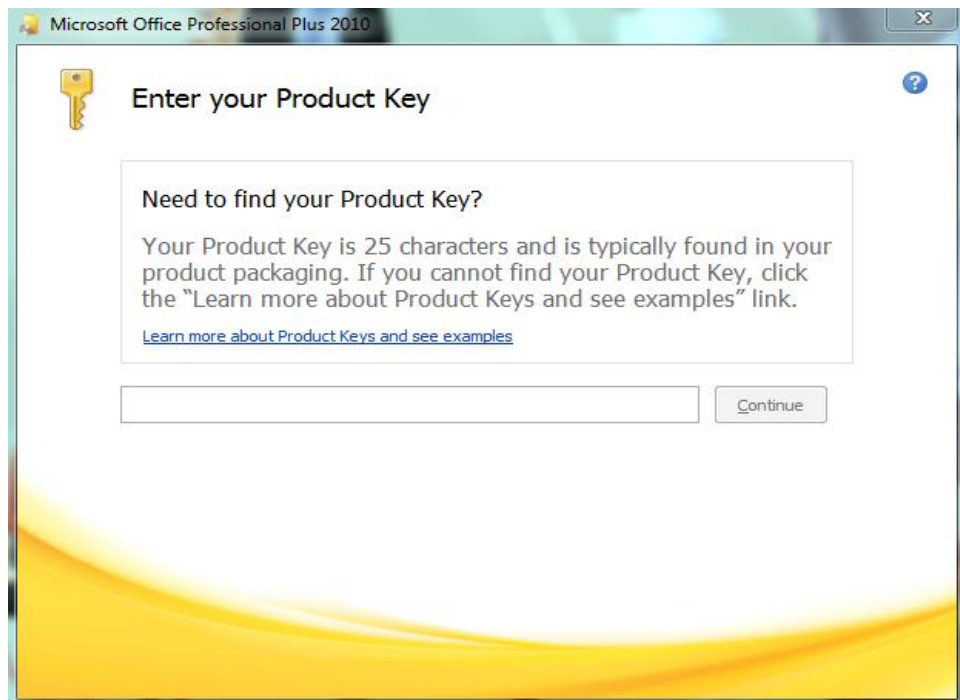 Microsoft Office Professional Plus 2010
Enter your Product Key
Need to find your Product Key?
Your Product Key is 25 characters and is typically found in your
product packaging. If you cannot find your Product Key, click
the “Learn more about Product Keys and see examples” link.
Learn more about Product Keys and see examples
Continue